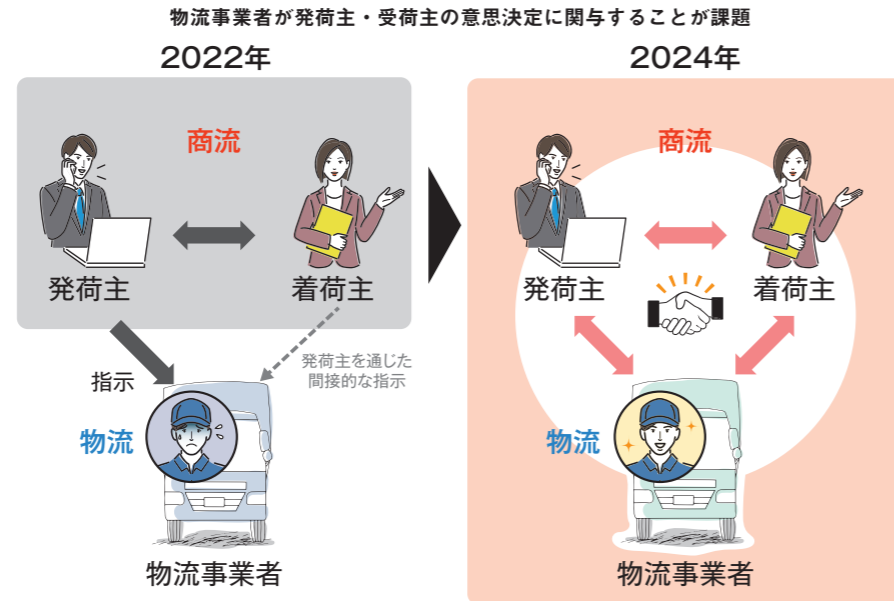 物流事業者が発荷主・受荷主の意思決定に関与することが課題
2022年
商流
発荷主
着荷主
指示
発荷主を通じた
間接的な指示
物流
物流事業者
2024年
商流
発荷主
着荷主
物流
物流事業者